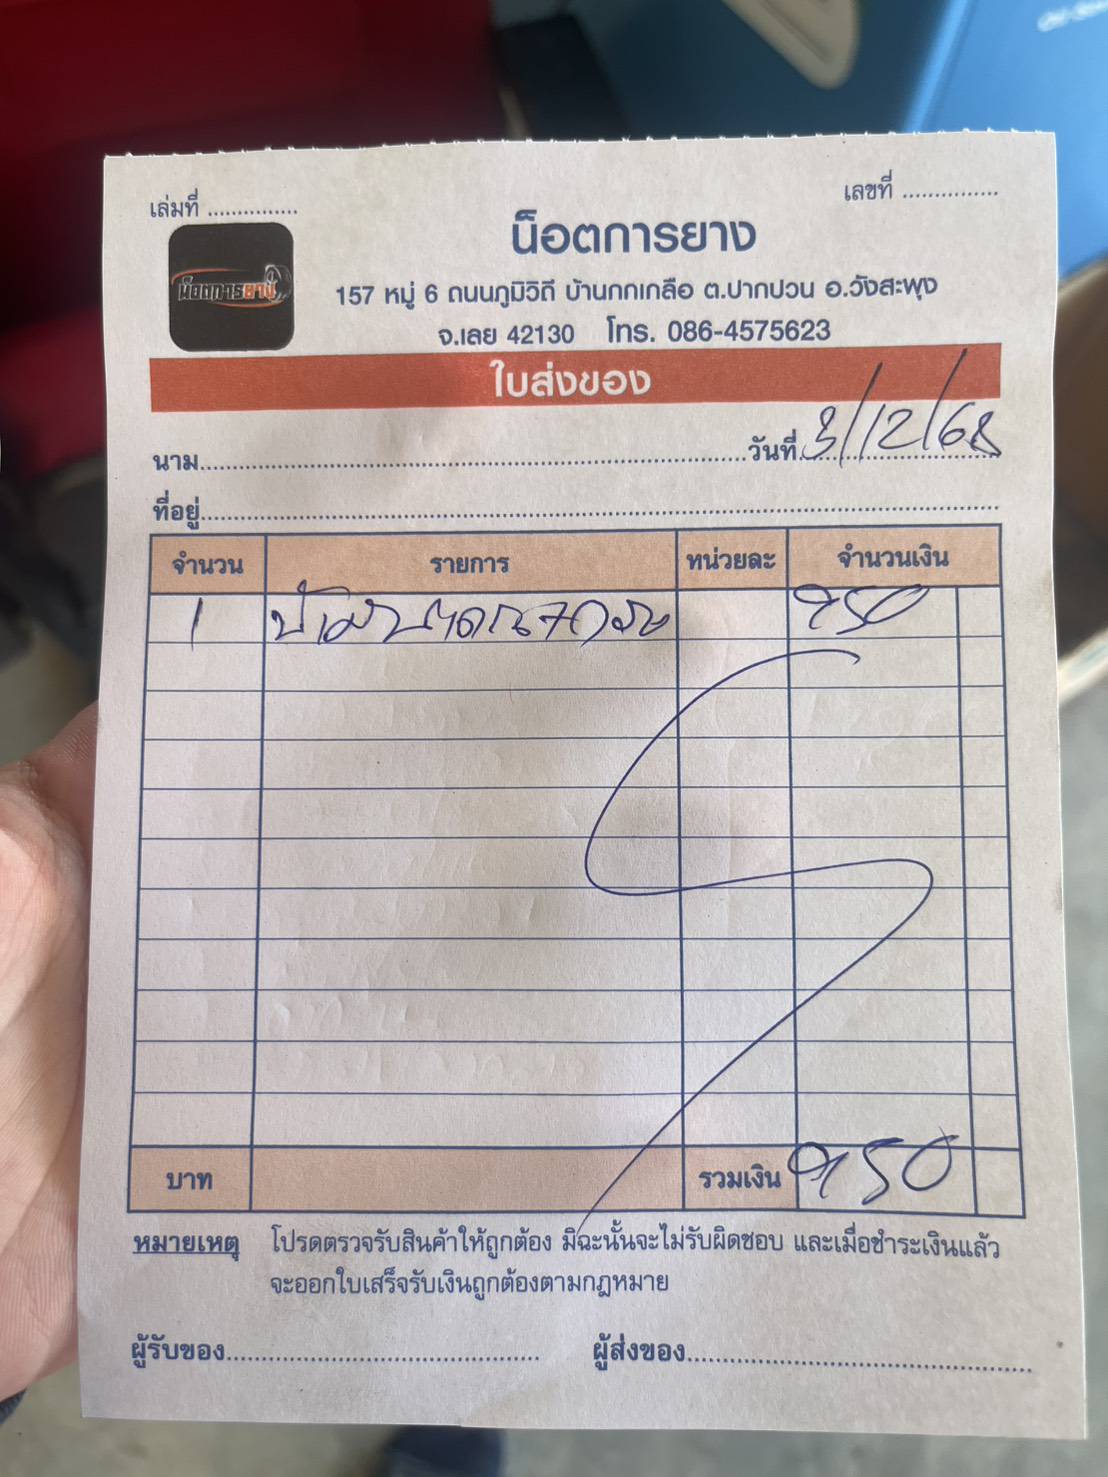 เล่มที่ ............... เลขที่ ...............
น็อตการยาง
น็อตการยาง
157 หมู่ 6 ถนนภูมิวิถี บ้านกกเกลือ ต.ปากปวน อ.วังสะพุง
จ.เลย 42130 โทร. 086-4575623
ใบส่งของ
นาม............... วันที่ 3/12/68
ที่อยู่...............
จำนวน รายการ หน่วยละ จำนวนเงิน
1 950
บาท รวมเงิน 950
หมายเหตุ โปรดตรวจรับสินค้าให้ถูกต้อง มิฉะนั้นจะไม่รับผิดชอบ และเมื่อชำระเงินแล้ว
จะออกใบเสร็จรับเงินถูกต้องตามกฎหมาย
ผู้รับของ............... ผู้ส่งของ...............